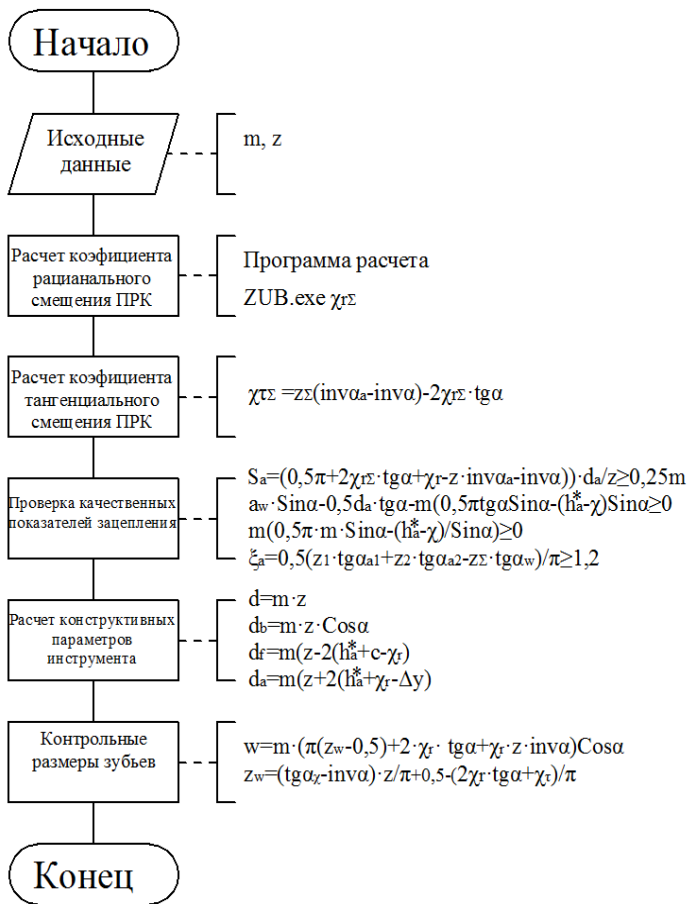 Начало
Исходные
данные
m, z
Расчет коэфициента
рацианального
смещения ПРК
Программа расчета
ZUB.exe χrΣ
Расчет коэфициента
тангенциального
смещения ПРК
χτΣ =zΣ(invαa-invα)-2χrΣ·tgα
Проверка качественных
показателей зацепления
Sa=(0,5π+2χrΣ·tgα+χr-z·invαa-invα))·da/z≥0,25m
aw·Sinα-0,5da·tgα-m(0,5πtgαSinα-(h*a-χ)Sinα≥0
m(0,5π·m·Sinα-(h*a-χ)/Sinα)≥0
ξa=0,5(z1·tgαa1+z2·tgαa2-zΣ·tgαw)/π≥1,2
Расчет конструктивных
параметров
инструмента
d=m·z
db=m·z·Cosα
df=m(z-2(h*a+c-χr)
da=m(z+2(h*a+χr-Δy)
Контрольные
размеры зубьев
w=m·(π(zw-0,5)+2·χr· tgα+χr·z·invα)Cosα
zw=(tgαχ-invα)·z/π+0,5-(2χr·tgα+χτ)/π
Конец